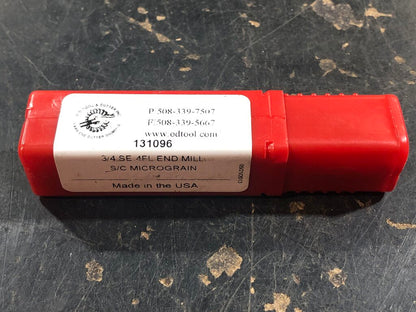 P 508-339-7507
F 508-339-5667
www.odtool.com
131096
3/4 SE 4FL END MILL
S/C MICROGRAIN
Made in the USA